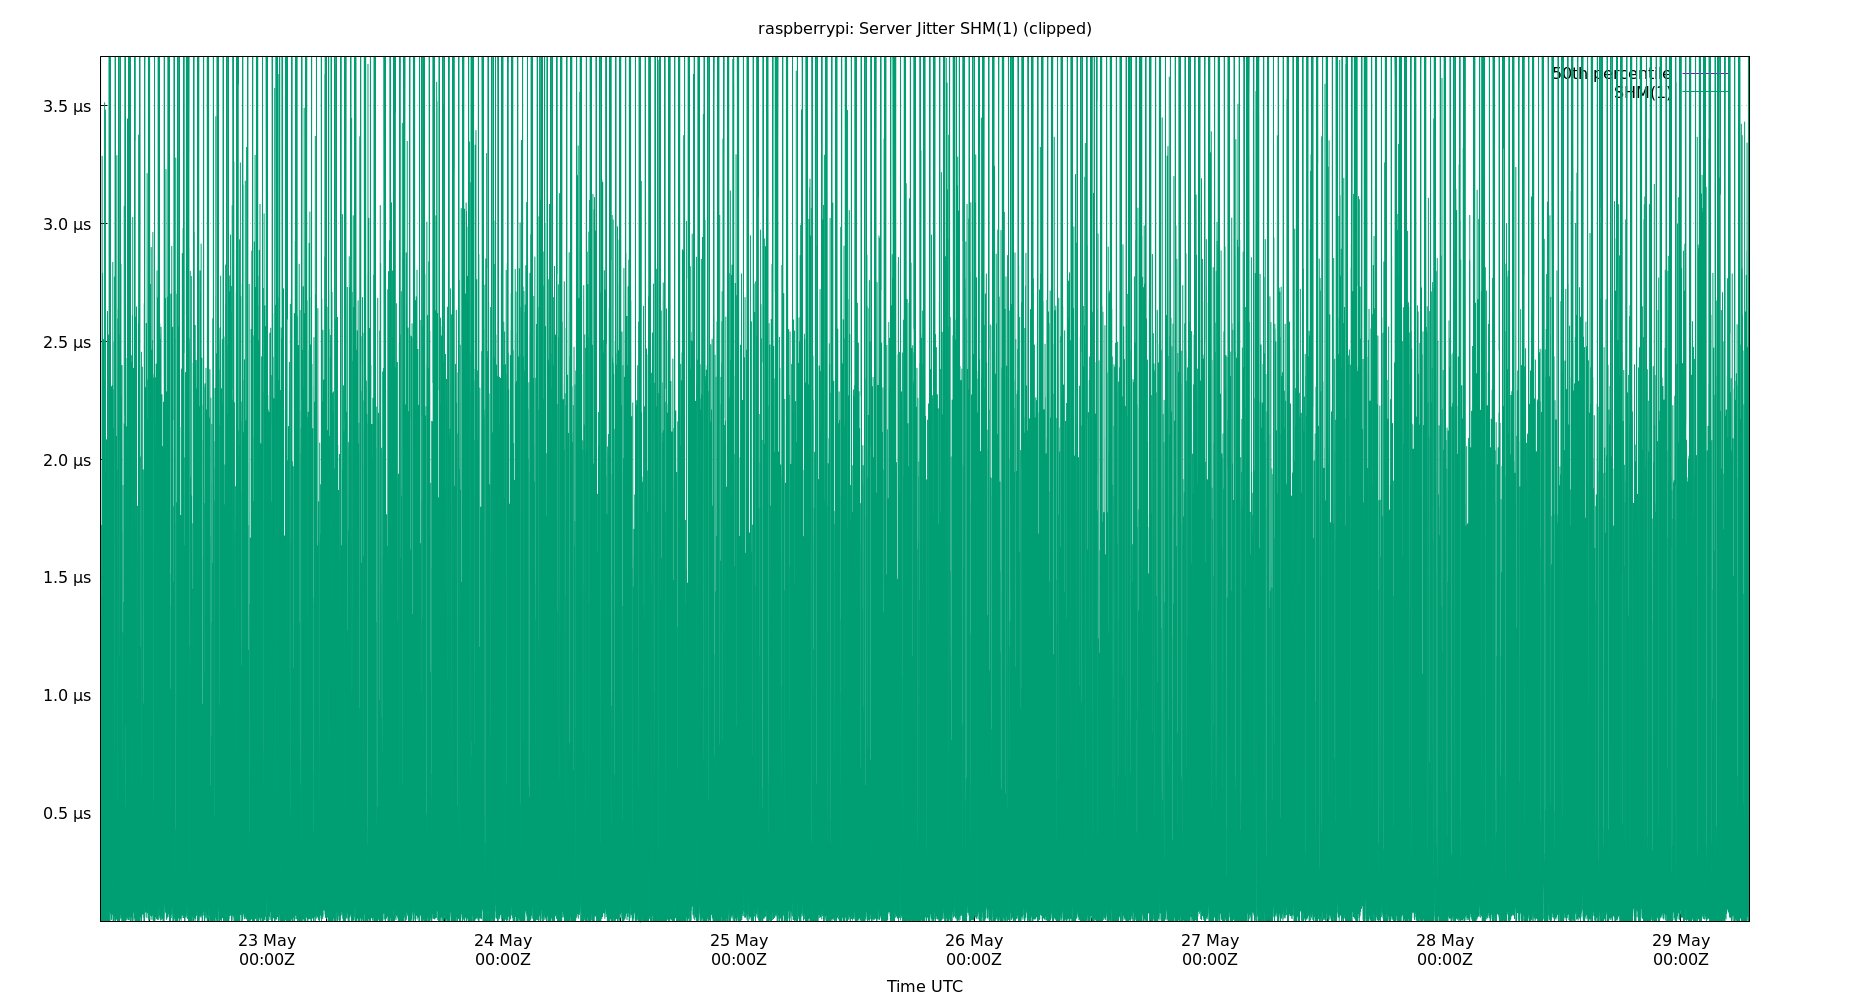 raspberrypi: Server Jitter SHM(1) (clipped)
50th percentile
SHM(1)
3.5 µs
3.0 µs
2.5 µs
2.0 µs
1.5 µs
1.0 µs
0.5 µs
23 May 24 May 25 May 26 May 27 May 28 May 29 May
00:00Z 00:00Z 00:00Z 00:00Z 00:00Z 00:00Z 00:00Z
Time UTC